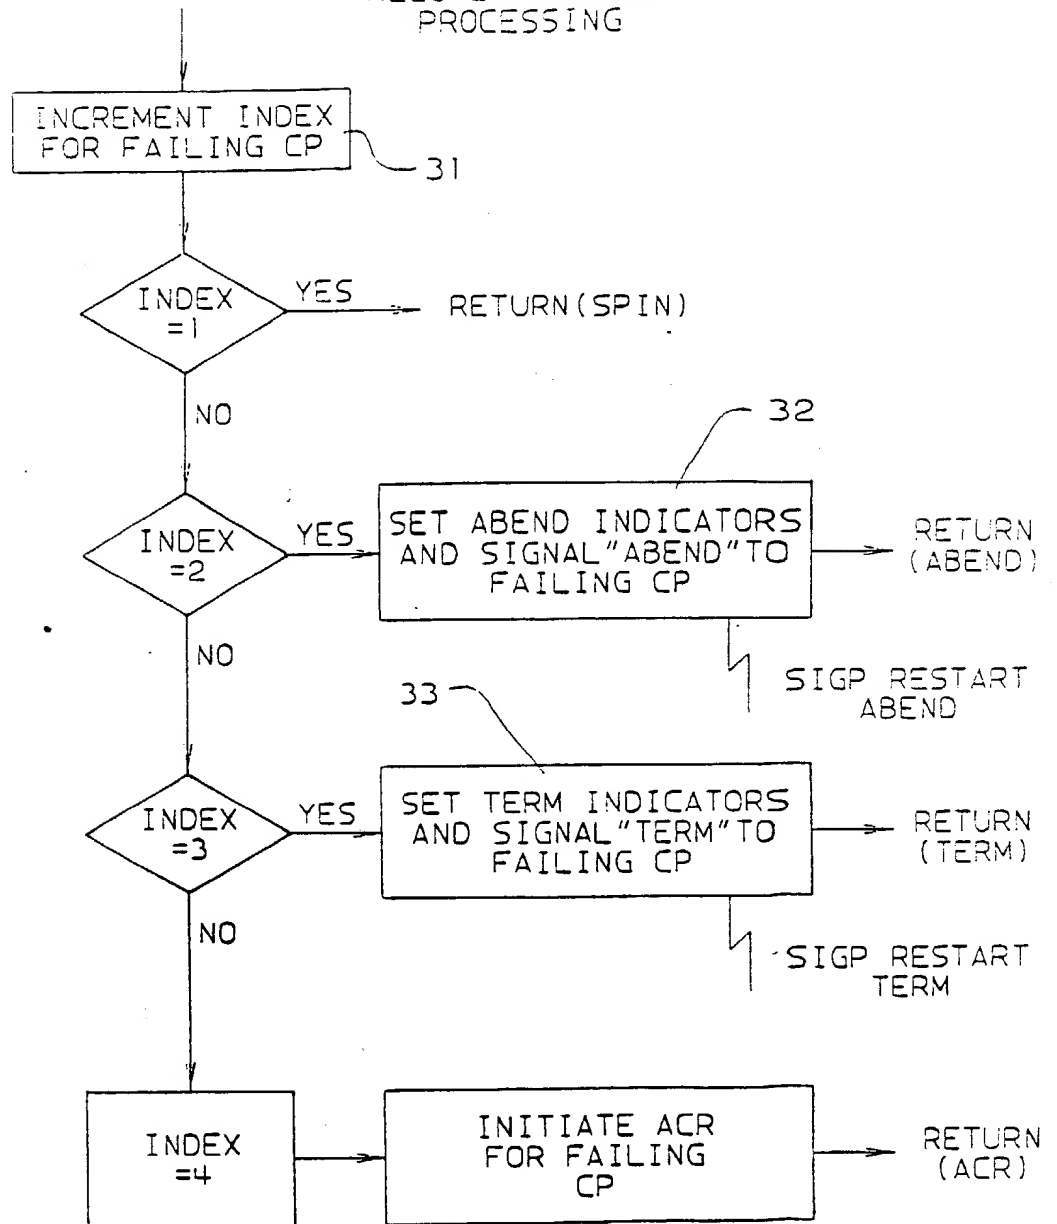 PROCESSING
INCREMENT INDEX
FOR FAILING CP
31
INDEX
=1
YES
RETURN(SPIN)
NO
32
INDEX
=2
YES
SET ABEND INDICATORS
AND SIGNAL "ABEND" TO
FAILING CP
RETURN
(ABEND)
NO
SIGP RESTART
ABEND
33
INDEX
=3
YES
SET TERM INDICATORS
AND SIGNAL "TERM" TO
FAILING CP
RETURN
(TERM)
NO
SIGP RESTART
TERM
INDEX
=4
INITIATE ACR
FOR FAILING
CP
RETURN
(ACR)